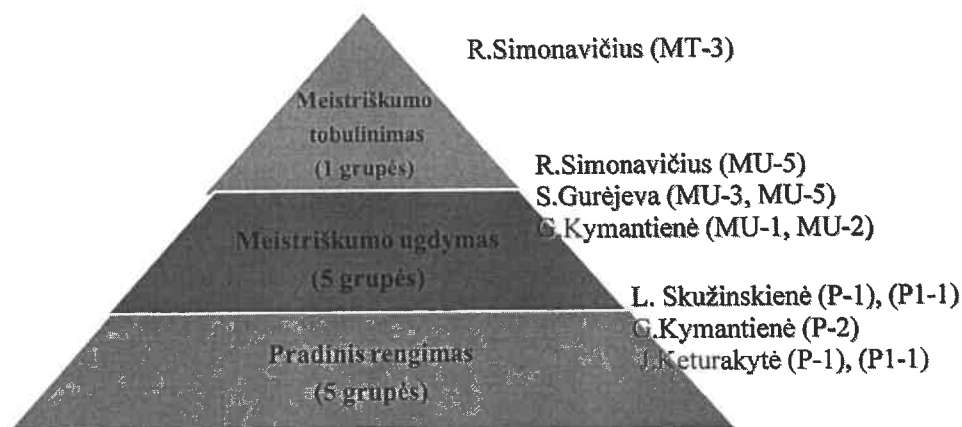 R.Simonavičius (MT-3)
Meistriškumo
tobulinimas
(1 grupės)
R.Simonavičius (MU-5)
S.Gurėjeva (MU-3, MU-5)
G.Kymantienė (MU-1, MU-2)
Meistriškumo ugdymas
(5 grupės)
L. Skužinskienė (P-1), (P1-1)
G.Kymantienė (P-2)
J.Keturakytė (P-1), (P1-1)
Pradinis rengimas
(5 grupės)